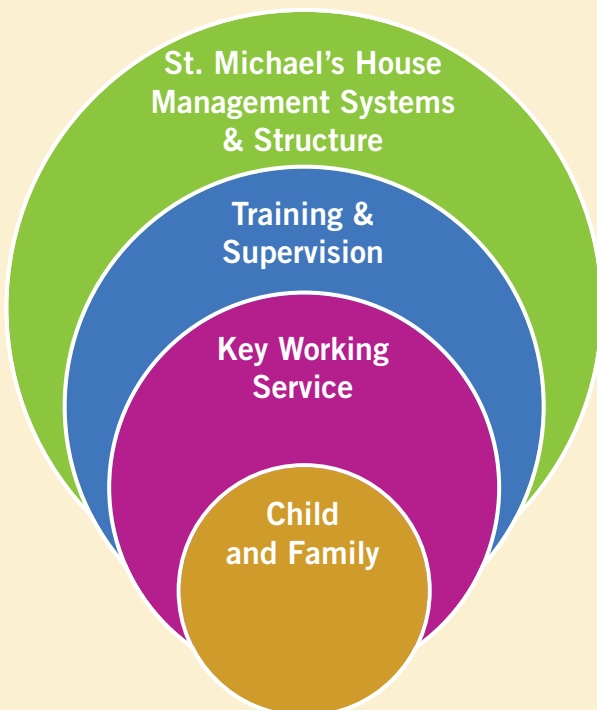 St. Michael’s House
Management Systems
& Structure
Training &
Supervision
Key Working
Service
Child
and Family